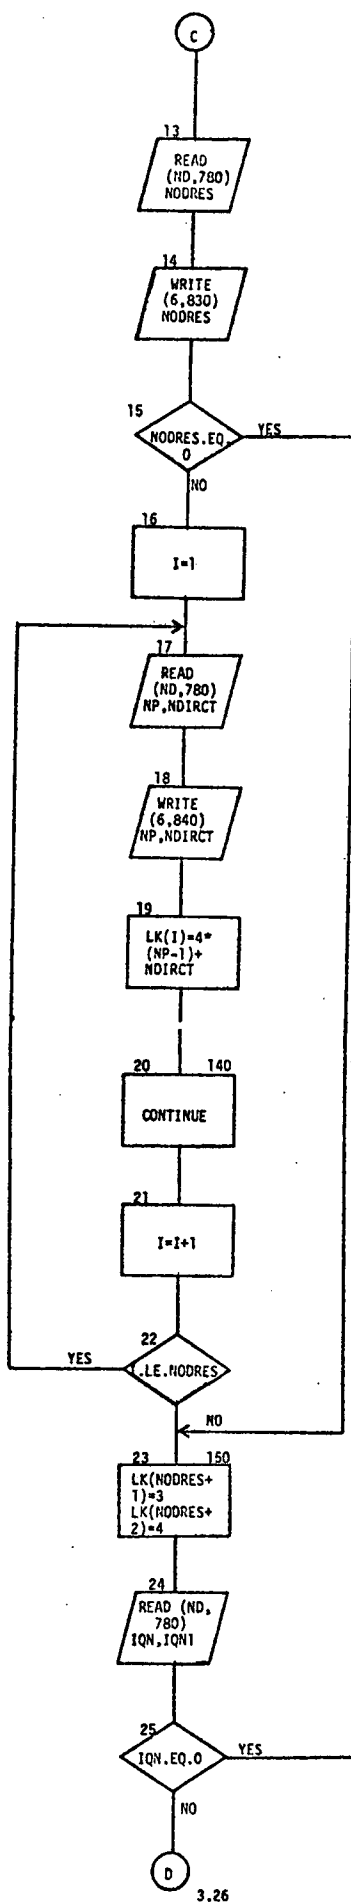 C
13
READ
(ND,780)
NODRES
14
WRITE
(6,830)
NODRES
15
NODRES.EQ.
0
YES
NO
16
I=1
17
READ
(ND,780)
NP,NDIRCT
18
WRITE
(6,840)
NP,NDIRCT
19
LK(I)=4*
(NP-1)+
NDIRCT
20 140
CONTINUE
21
I=I+1
22
YES
I.LE.NODRES
NO
23 150
LK(NODRES+
1)=3
LK(NODRES+
2)=4
24
READ (ND,
780)
IQN,IQN1
25
IQN.EQ.0
YES
NO
D
3.26